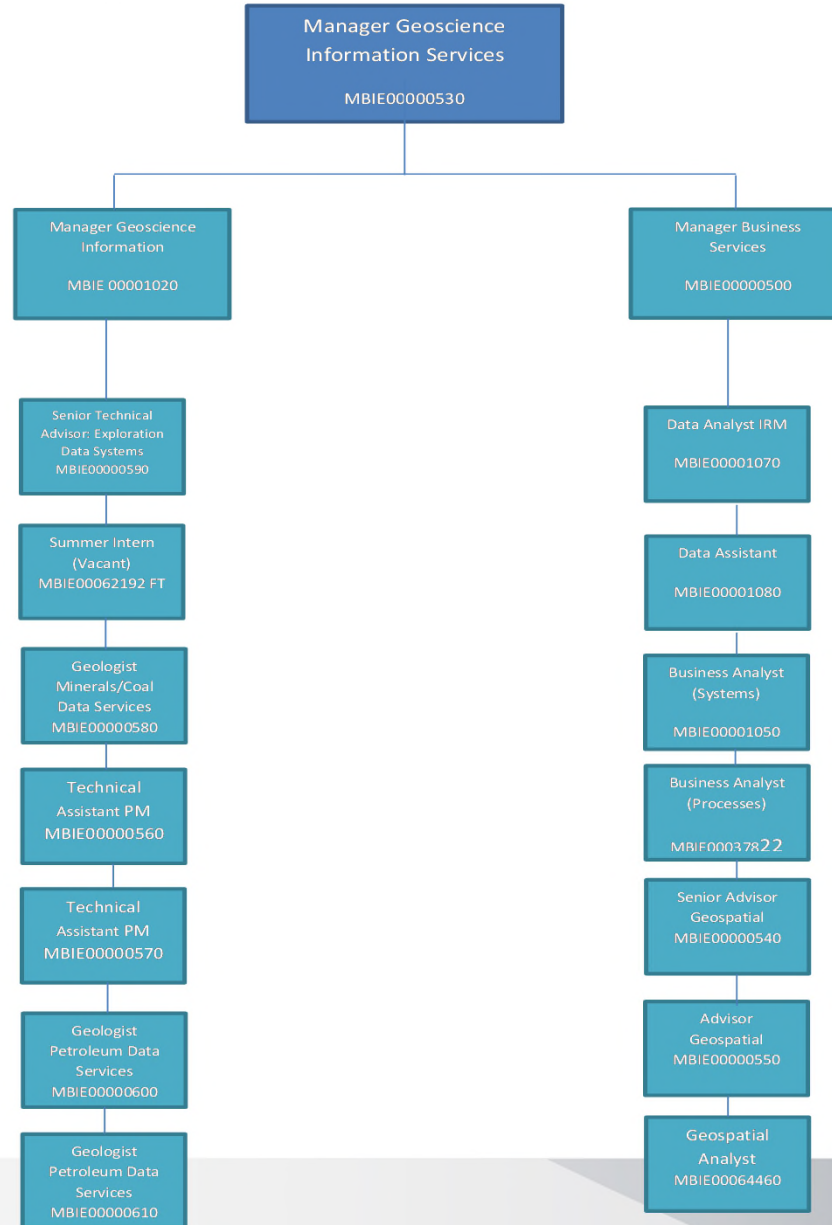 Manager Geoscience
Information Services
MBIE00000530
Manager Geoscience
Information
MBIE 00001020
Senior Technical
Advisor: Exploration
Data Systems
MBIE00000590
Summer Intern
(Vacant)
MBIE00062192 FT
Geologist
Minerals/Coal
Data Services
MBIE00000580
Technical
Assistant PM
MBIE00000560
Technical
Assistant PM
MBIE00000570
Geologist
Petroleum Data
Services
MBIE00000600
Geologist
Petroleum Data
Services
MBIE00000610
Manager Business
Services
MBIE00000500
Data Analyst IRM
MBIE00001070
Data Assistant
MBIE00001080
Business Analyst
(Systems)
MBIE00001050
Business Analyst
(Processes)
MBIE00037822
Senior Advisor
Geospatial
MBIE00000540
Advisor
Geospatial
MBIE00000550
Geospatial
Analyst
MBIE00064460